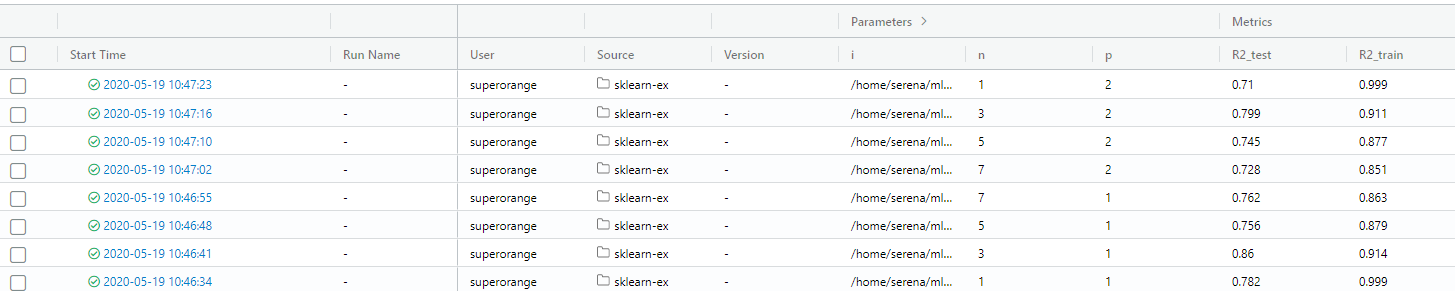 Parameters Metrics
Start Time Run Name User Source Version i n p R2_test R2_train
2020-05-19 10:47:23 - superorange sklearn-ex - /home/serena/ml... 1 2 0.71 0.999
2020-05-19 10:47:16 - superorange sklearn-ex - /home/serena/ml... 3 2 0.799 0.911
2020-05-19 10:47:10 - superorange sklearn-ex - /home/serena/ml... 5 2 0.745 0.877
2020-05-19 10:47:02 - superorange sklearn-ex - /home/serena/ml... 7 2 0.728 0.851
2020-05-19 10:46:55 - superorange sklearn-ex - /home/serena/ml... 7 1 0.762 0.863
2020-05-19 10:46:48 - superorange sklearn-ex - /home/serena/ml... 5 1 0.756 0.879
2020-05-19 10:46:41 - superorange sklearn-ex - /home/serena/ml... 3 1 0.86 0.914
2020-05-19 10:46:34 - superorange sklearn-ex - /home/serena/ml... 1 1 0.782 0.999